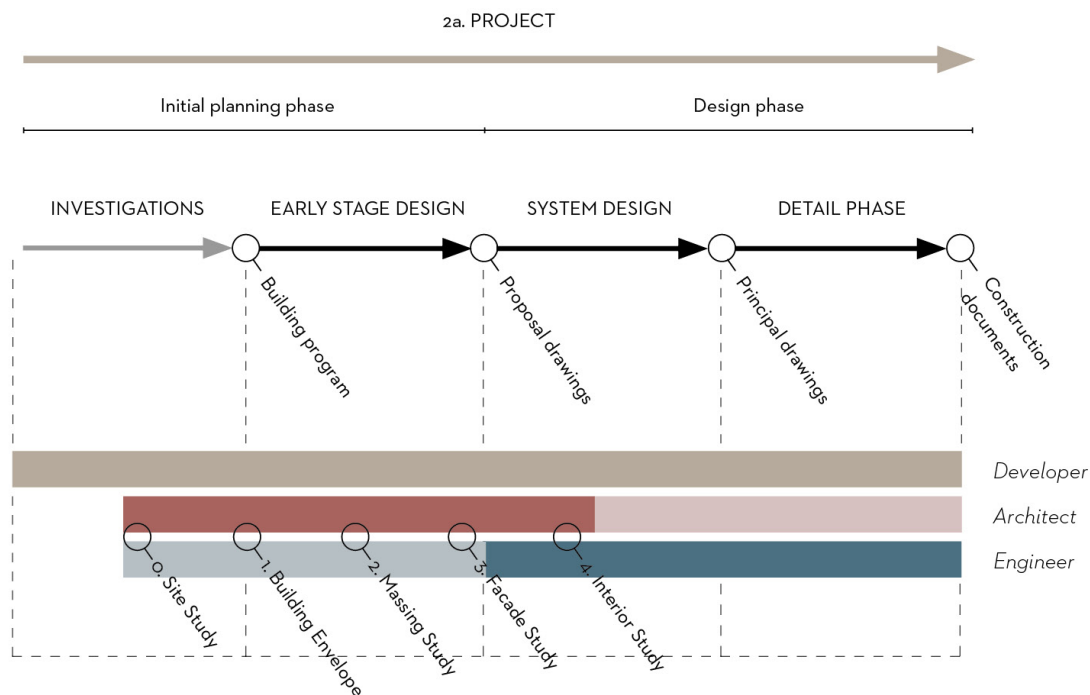 2a. PROJECT
Initial planning phase
Design phase
INVESTIGATIONS
EARLY STAGE DESIGN
SYSTEM DESIGN
DETAIL PHASE
Building program
Proposal drawings
Principal drawings
Construction
documents
Developer
Architect
Engineer
0. Site Study
1. Building Envelope
2. Massing Study
3. Facade Study
4. Interior Study